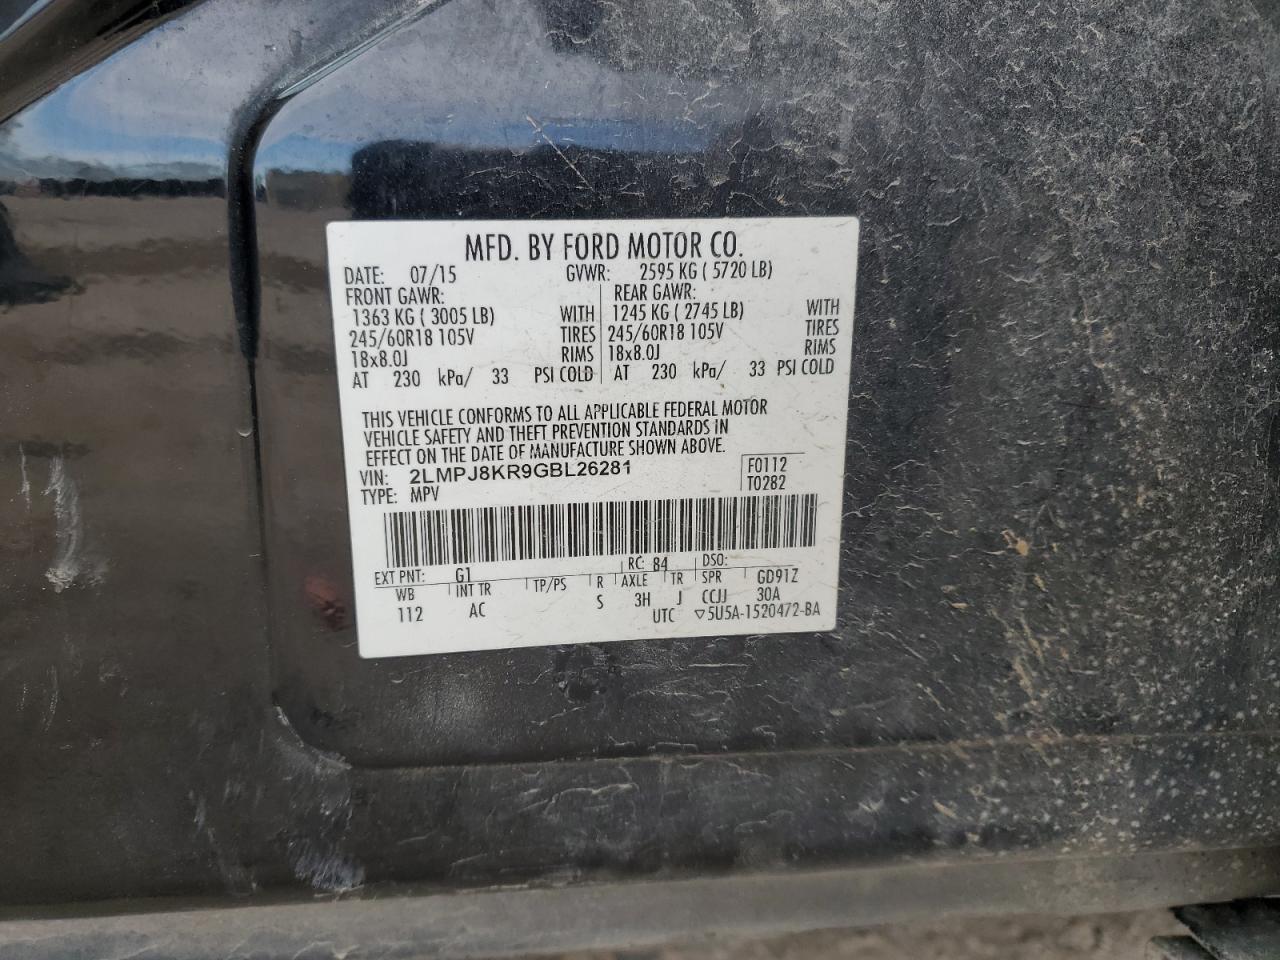 MFD. BY FORD MOTOR CO.
DATE: 07/15 GVWR: 2595 KG ( 5720 LB)
FRONT GAWR: REAR GAWR:
1363 KG ( 3005 LB) WITH 1245 KG ( 2745 LB) WITH
245/60R18 105V TIRES 245/60R18 105V TIRES
18x8.0J RIMS 18x8.0J RIMS
AT 230 kPa/ 33 PSI COLD AT 230 kPa/ 33 PSI COLD
THIS VEHICLE CONFORMS TO ALL APPLICABLE FEDERAL MOTOR
VEHICLE SAFETY AND THEFT PREVENTION STANDARDS IN
EFFECT ON THE DATE OF MANUFACTURE SHOWN ABOVE.
VIN: 2LMPJ8KR9GBL26281 F0112
TYPE: MPV T0282
EXT PNT: G1 RC: 84 DSO:
WB INT TR TP/PS R AXLE TR SPR GD91Z
112 AC S 3H J CCJJ 30A
UTC ▽5U5A-1520472-BA